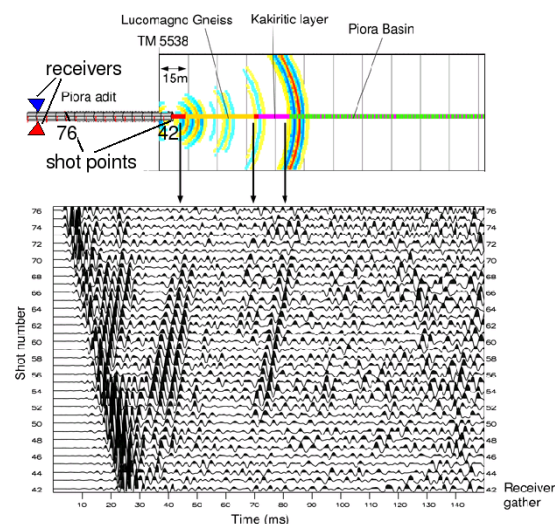 Lucomagno Gneiss
Kakiritic layer
Piora Basin
TM 5538
15m
receivers
Piora adit
76
42
shot points
76
74
72
70
68
66
64
62
60
58
56
54
52
50
48
46
44
42
Shot number
76
74
72
70
68
66
64
62
60
58
56
54
52
50
48
46
44
42
10 20 30 40 50 60 70 80 90 100 110 120 130 140
Time (ms)
Receiver
gather